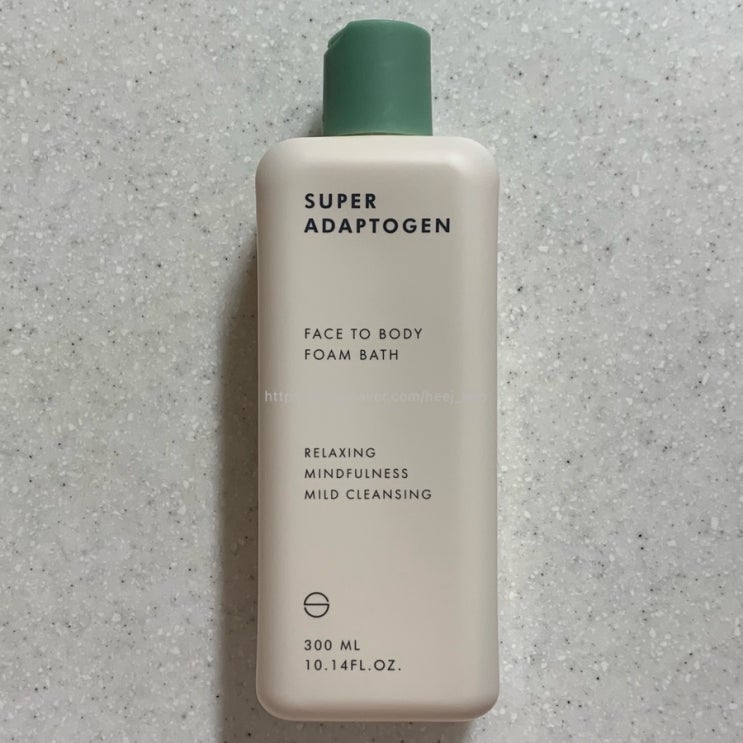 SUPER
ADAPTOGEN
FACE TO BODY
FOAM BATH
RELAXING
MINDFULNESS
MILD CLEANSING
300 ML
10.14FL.OZ.